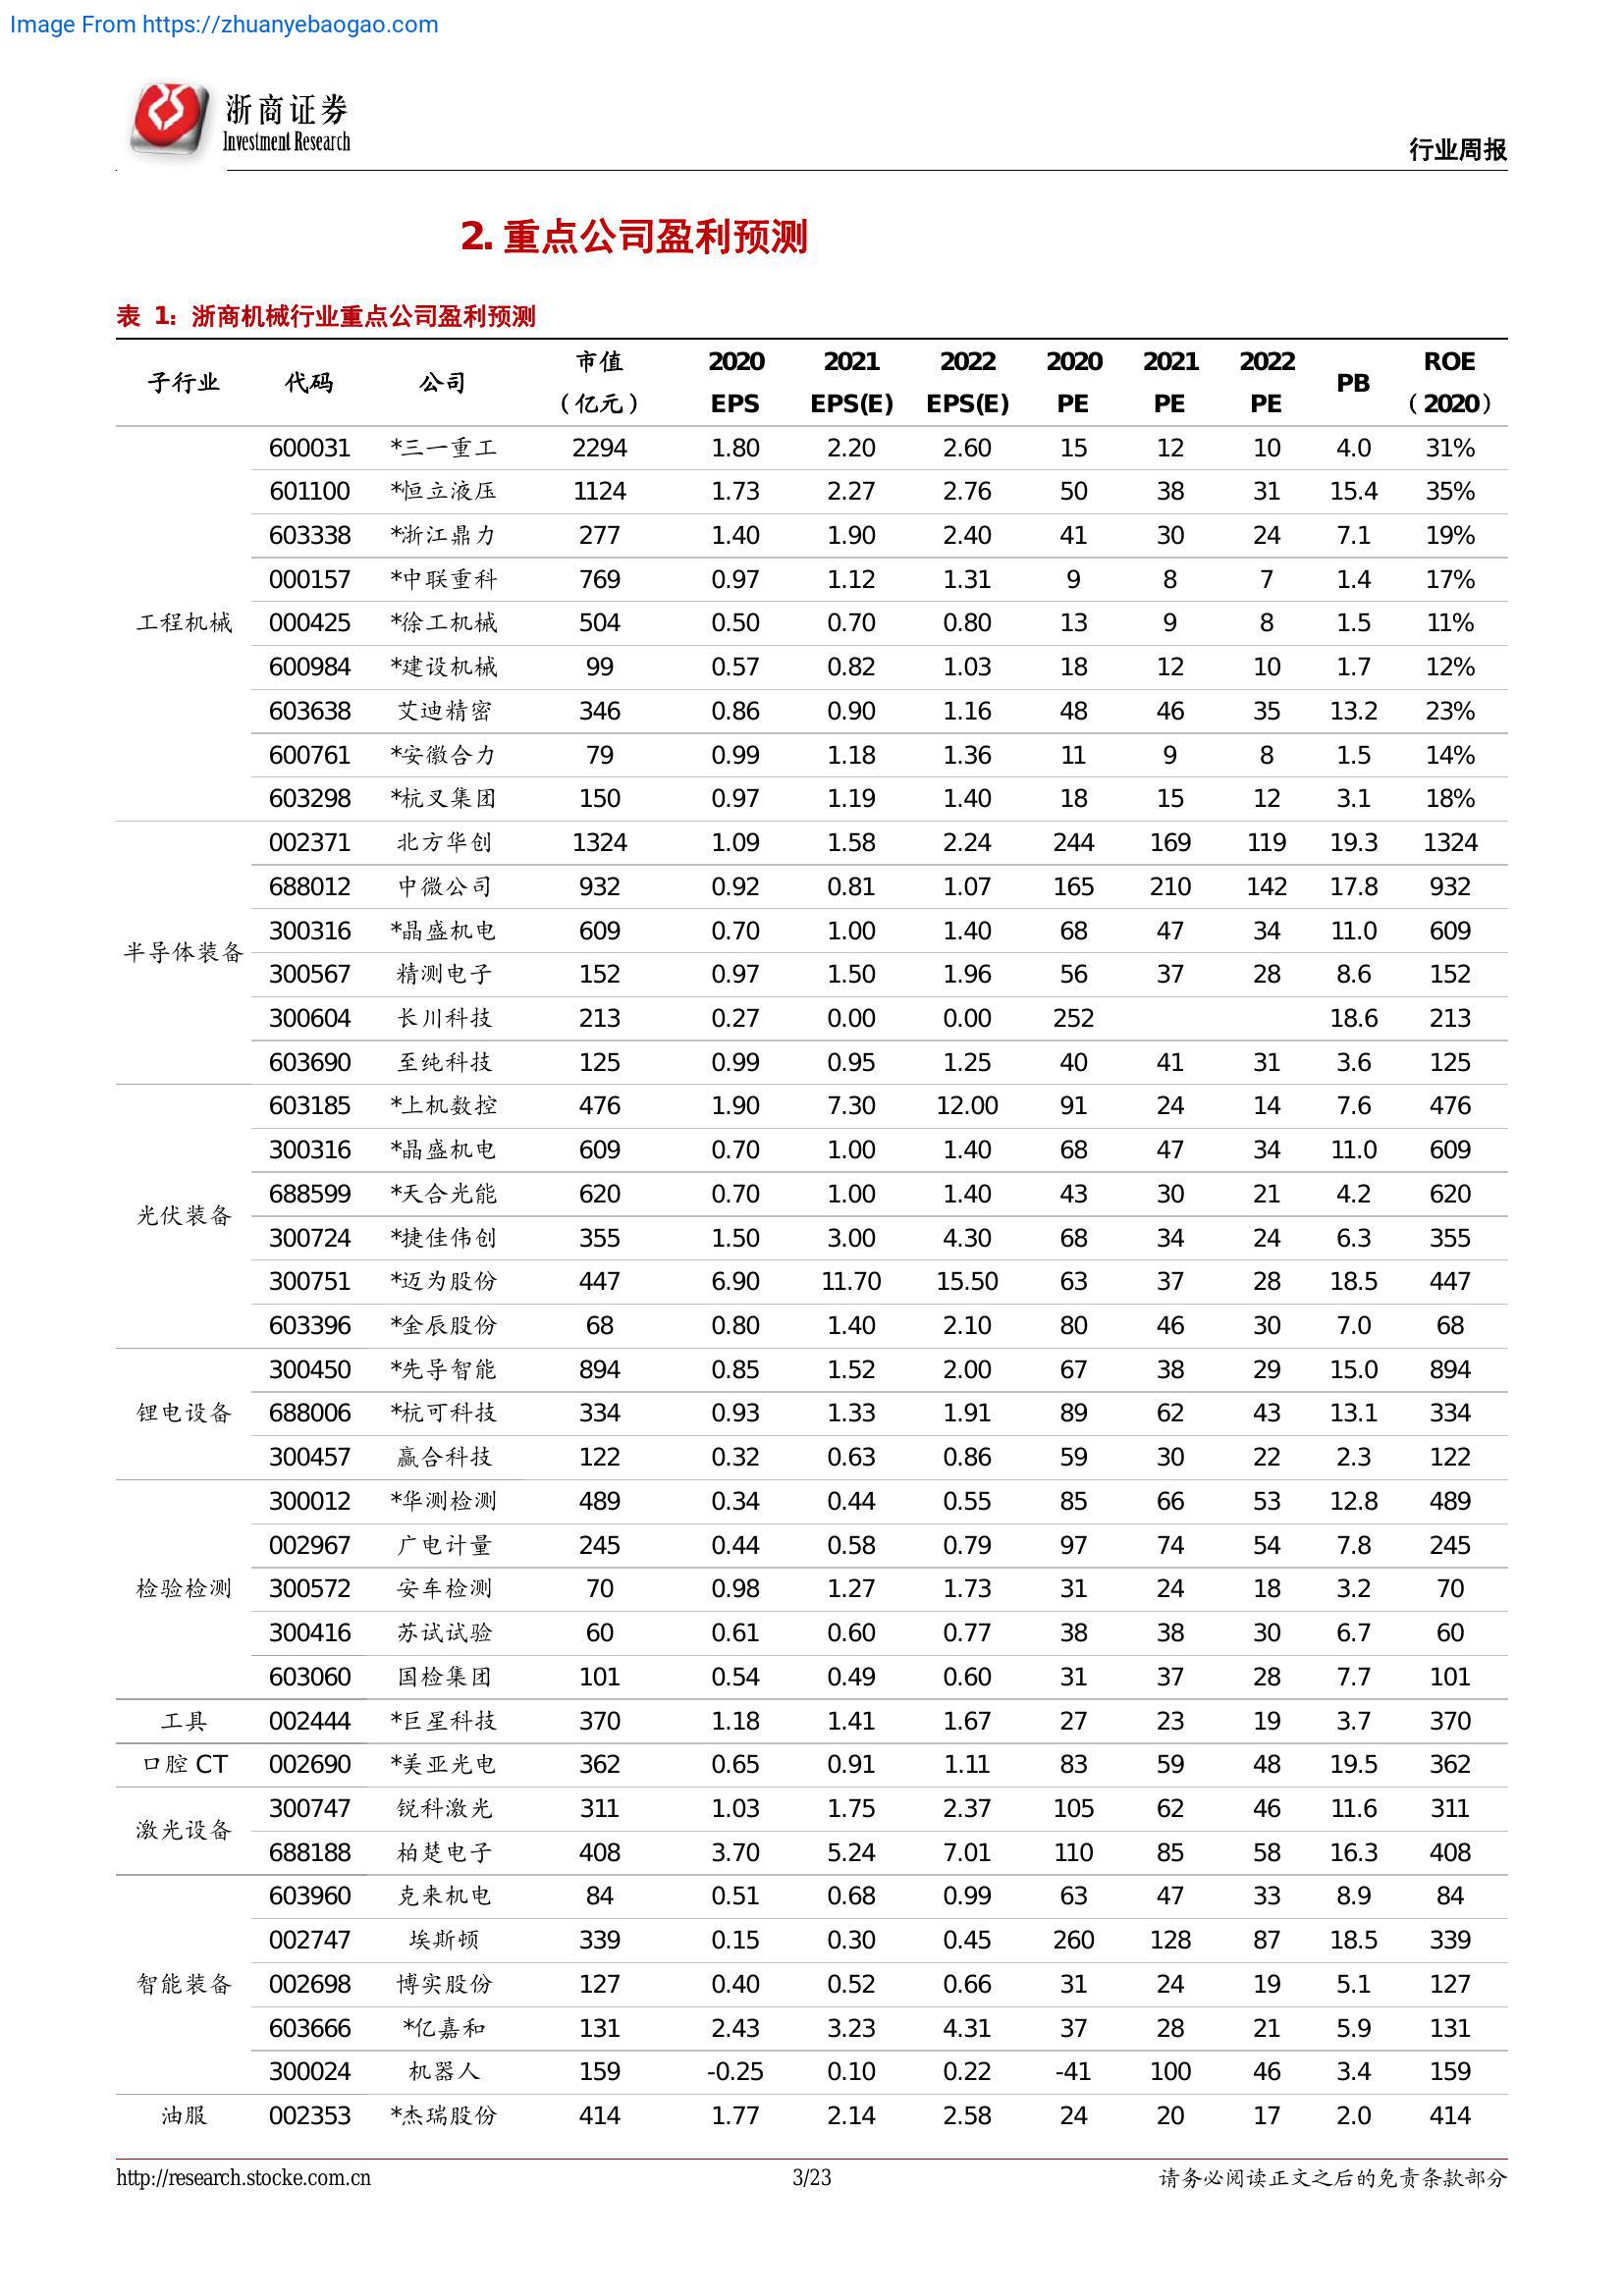 Image From https://zhuanyebaogao.com
浙商证券
Investment Research
行业周报
2. 重点公司盈利预测
表 1: 浙商机械行业重点公司盈利预测
子行业 代码 公司 市值（亿元） 2020 EPS 2021 EPS(E) 2022 EPS(E) 2020 PE 2021 PE 2022 PE PB ROE（2020）
工程机械
600031 *三一重工 2294 1.80 2.20 2.60 15 12 10 4.0 31%
601100 *恒立液压 1124 1.73 2.27 2.76 50 38 31 15.4 35%
603338 *浙江鼎力 277 1.40 1.90 2.40 41 30 24 7.1 19%
000157 *中联重科 769 0.97 1.12 1.31 9 8 7 1.4 17%
000425 *徐工机械 504 0.50 0.70 0.80 13 9 8 1.5 11%
600984 *建设机械 99 0.57 0.82 1.03 18 12 10 1.7 12%
603638 艾迪精密 346 0.86 0.90 1.16 48 46 35 13.2 23%
600761 *安徽合力 79 0.99 1.18 1.36 11 9 8 1.5 14%
603298 *杭叉集团 150 0.97 1.19 1.40 18 15 12 3.1 18%
半导体装备
002371 北方华创 1324 1.09 1.58 2.24 244 169 119 19.3 1324
688012 中微公司 932 0.92 0.81 1.07 165 210 142 17.8 932
300316 *晶盛机电 609 0.70 1.00 1.40 68 47 34 11.0 609
300567 精测电子 152 0.97 1.50 1.96 56 37 28 8.6 152
300604 长川科技 213 0.27 0.00 0.00 252 18.6 213
603690 至纯科技 125 0.99 0.95 1.25 40 41 31 3.6 125
光伏装备
603185 *上机数控 476 1.90 7.30 12.00 91 24 14 7.6 476
300316 *晶盛机电 609 0.70 1.00 1.40 68 47 34 11.0 609
688599 *天合光能 620 0.70 1.00 1.40 43 30 21 4.2 620
300724 *捷佳伟创 355 1.50 3.00 4.30 68 34 24 6.3 355
300751 *迈为股份 447 6.90 11.70 15.50 63 37 28 18.5 447
603396 *金辰股份 68 0.80 1.40 2.10 80 46 30 7.0 68
锂电设备
300450 *先导智能 894 0.85 1.52 2.00 67 38 29 15.0 894
688006 *杭可科技 334 0.93 1.33 1.91 89 62 43 13.1 334
300457 赢合科技 122 0.32 0.63 0.86 59 30 22 2.3 122
检验检测
300012 *华测检测 489 0.34 0.44 0.55 85 66 53 12.8 489
002967 广电计量 245 0.44 0.58 0.79 97 74 54 7.8 245
300572 安车检测 70 0.98 1.27 1.73 31 24 18 3.2 70
300416 苏试试验 60 0.61 0.60 0.77 38 38 30 6.7 60
603060 国检集团 101 0.54 0.49 0.60 31 37 28 7.7 101
工具 002444 *巨星科技 370 1.18 1.41 1.67 27 23 19 3.7 370
口腔 CT 002690 *美亚光电 362 0.65 0.91 1.11 83 59 48 19.5 362
激光设备
300747 锐科激光 311 1.03 1.75 2.37 105 62 46 11.6 311
688188 柏楚电子 408 3.70 5.24 7.01 110 85 58 16.3 408
智能装备
603960 克来机电 84 0.51 0.68 0.99 63 47 33 8.9 84
002747 埃斯顿 339 0.15 0.30 0.45 260 128 87 18.5 339
002698 博实股份 127 0.40 0.52 0.66 31 24 19 5.1 127
603666 *亿嘉和 131 2.43 3.23 4.31 37 28 21 5.9 131
300024 机器人 159 -0.25 0.10 0.22 -41 100 46 3.4 159
油服 002353 *杰瑞股份 414 1.77 2.14 2.58 24 20 17 2.0 414
http://research.stocke.com.cn 3/23 请务必阅读正文之后的免责条款部分